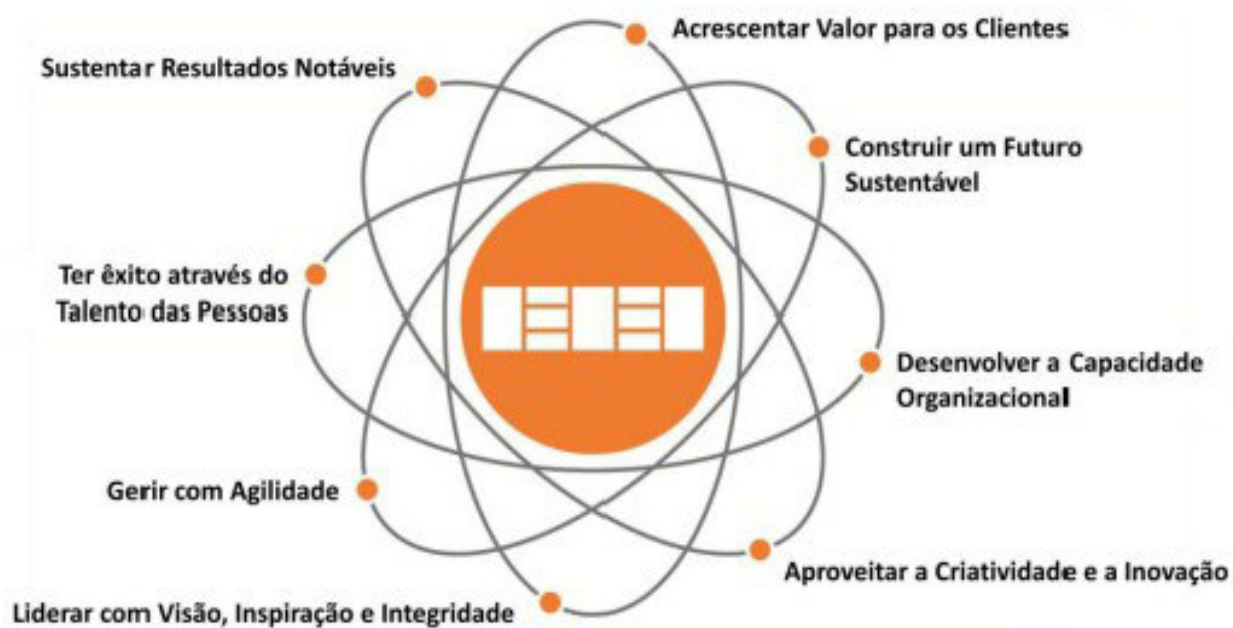 Acrescentar Valor para os Clientes
Sustentar Resultados Notáveis
Construir um Futuro
Sustentável
Ter êxito através do
Talento das Pessoas
Desenvolver a Capacidade
Organizacional
Gerir com Agilidade
Aproveitar a Criatividade e a Inovação
Liderar com Visão, Inspiração e Integridade